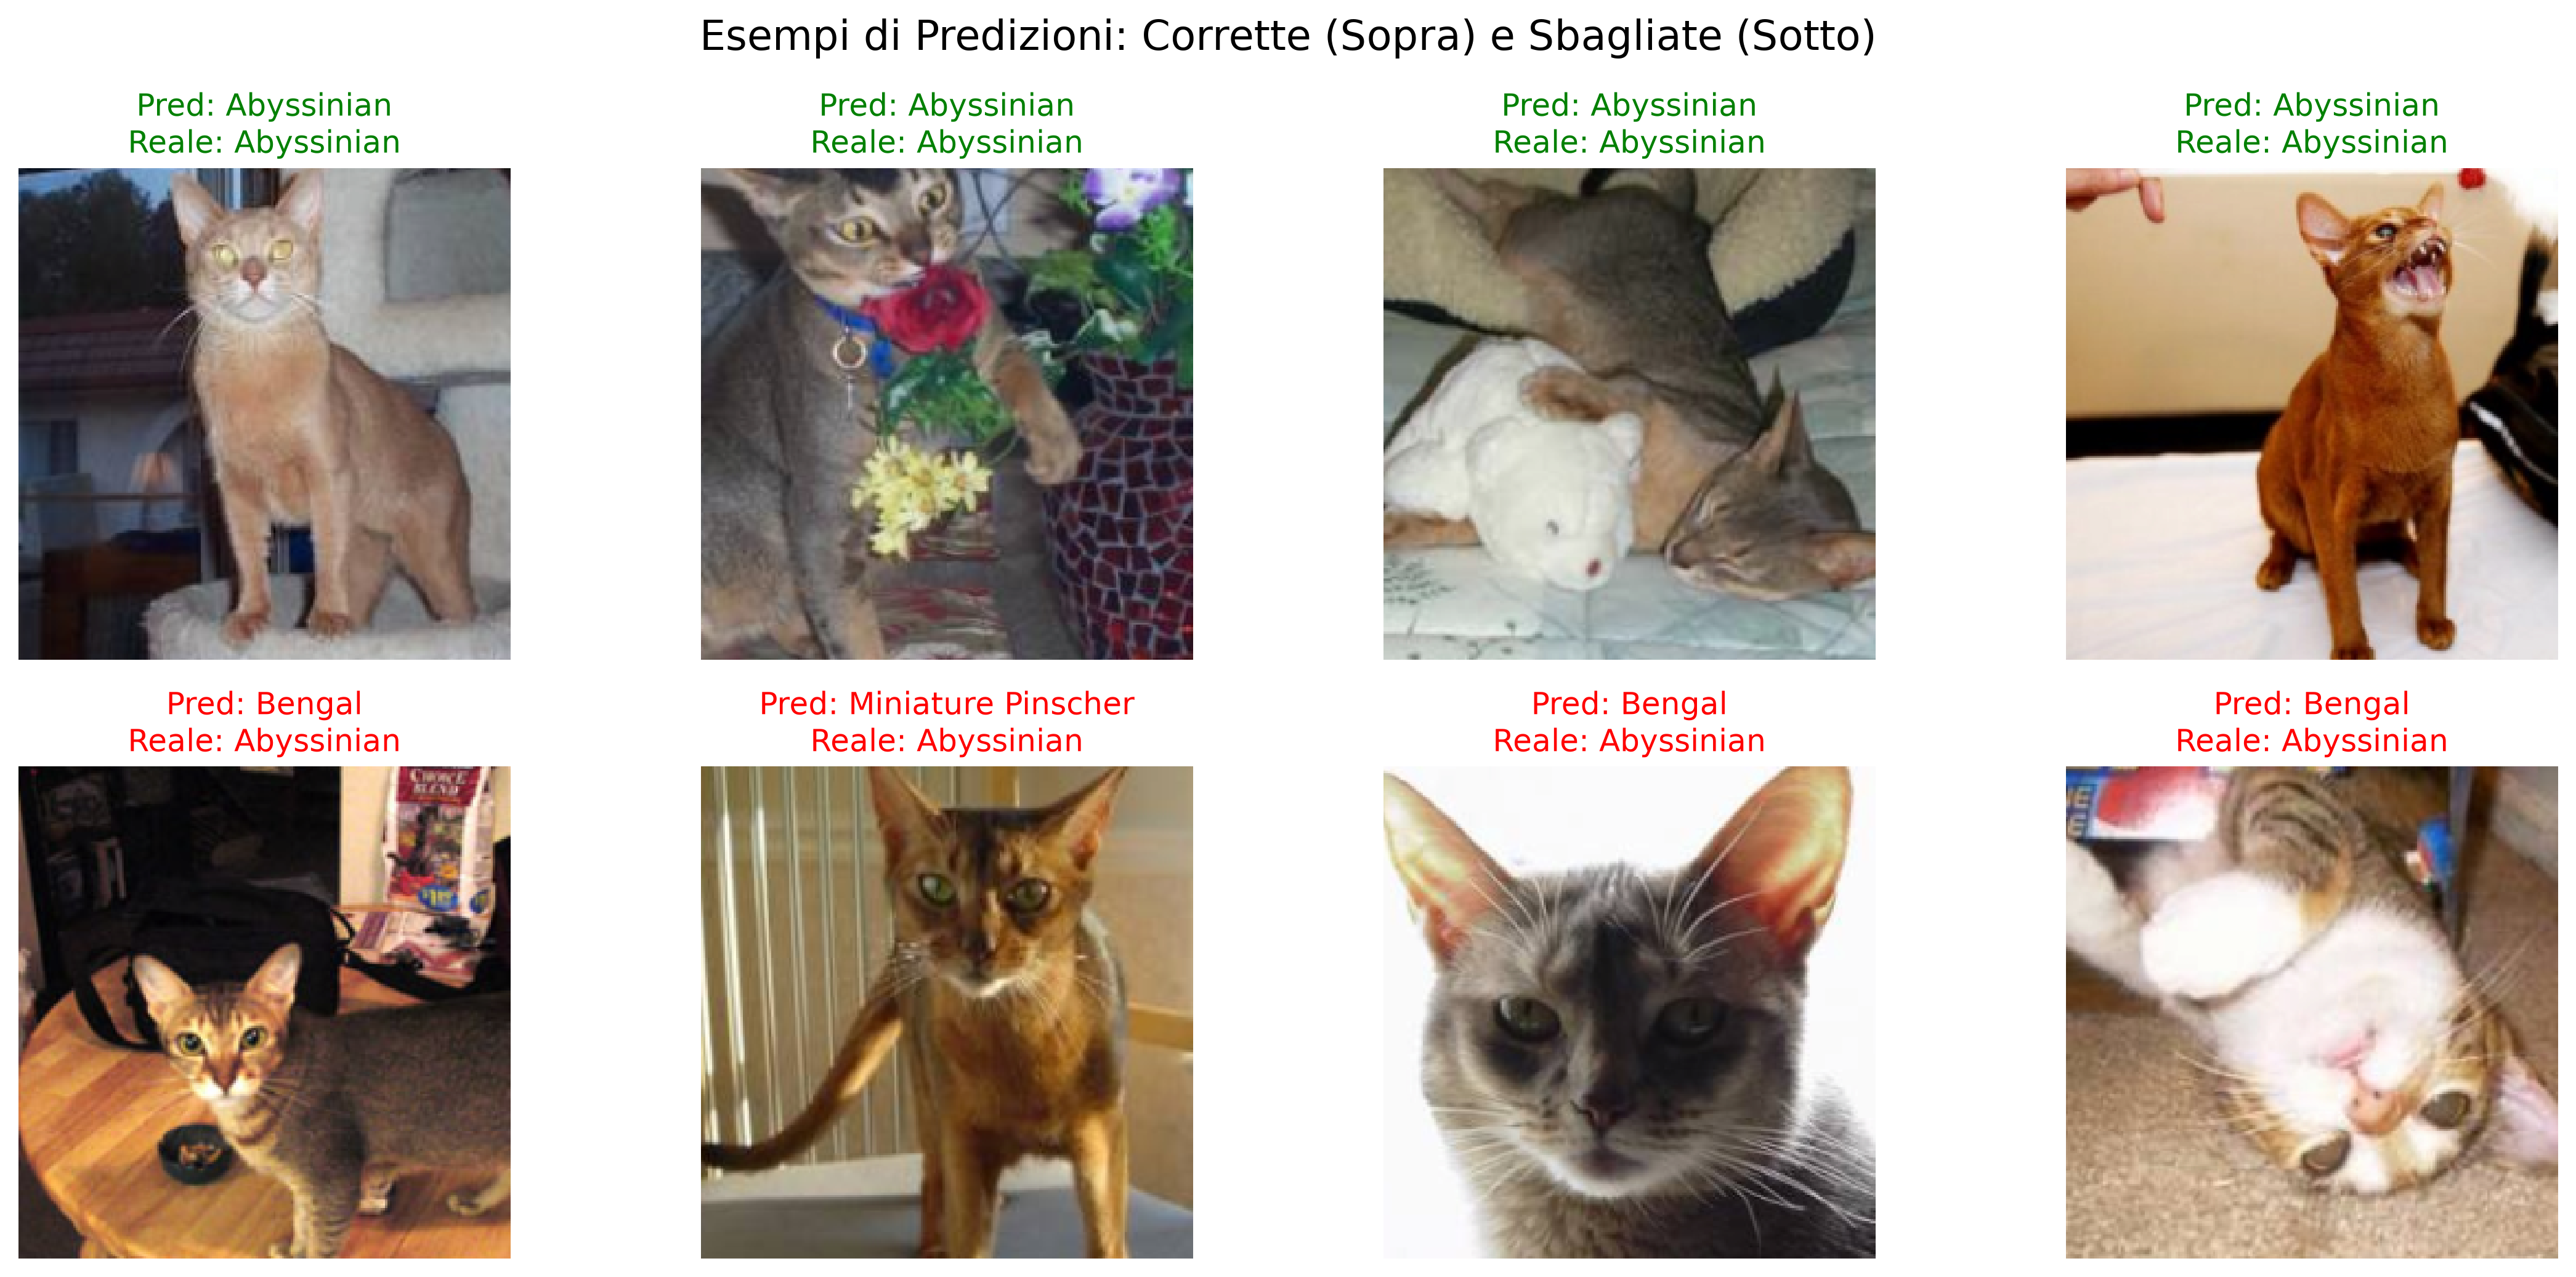 Esempi di Predizioni: Corrette (Sopra) e Sbagliate (Sotto)
Pred: Abyssinian
Reale: Abyssinian
Pred: Abyssinian
Reale: Abyssinian
Pred: Abyssinian
Reale: Abyssinian
Pred: Abyssinian
Reale: Abyssinian
Pred: Bengal
Reale: Abyssinian
Pred: Miniature Pinscher
Reale: Abyssinian
Pred: Bengal
Reale: Abyssinian
Pred: Bengal
Reale: Abyssinian
CHOICE
BLEND